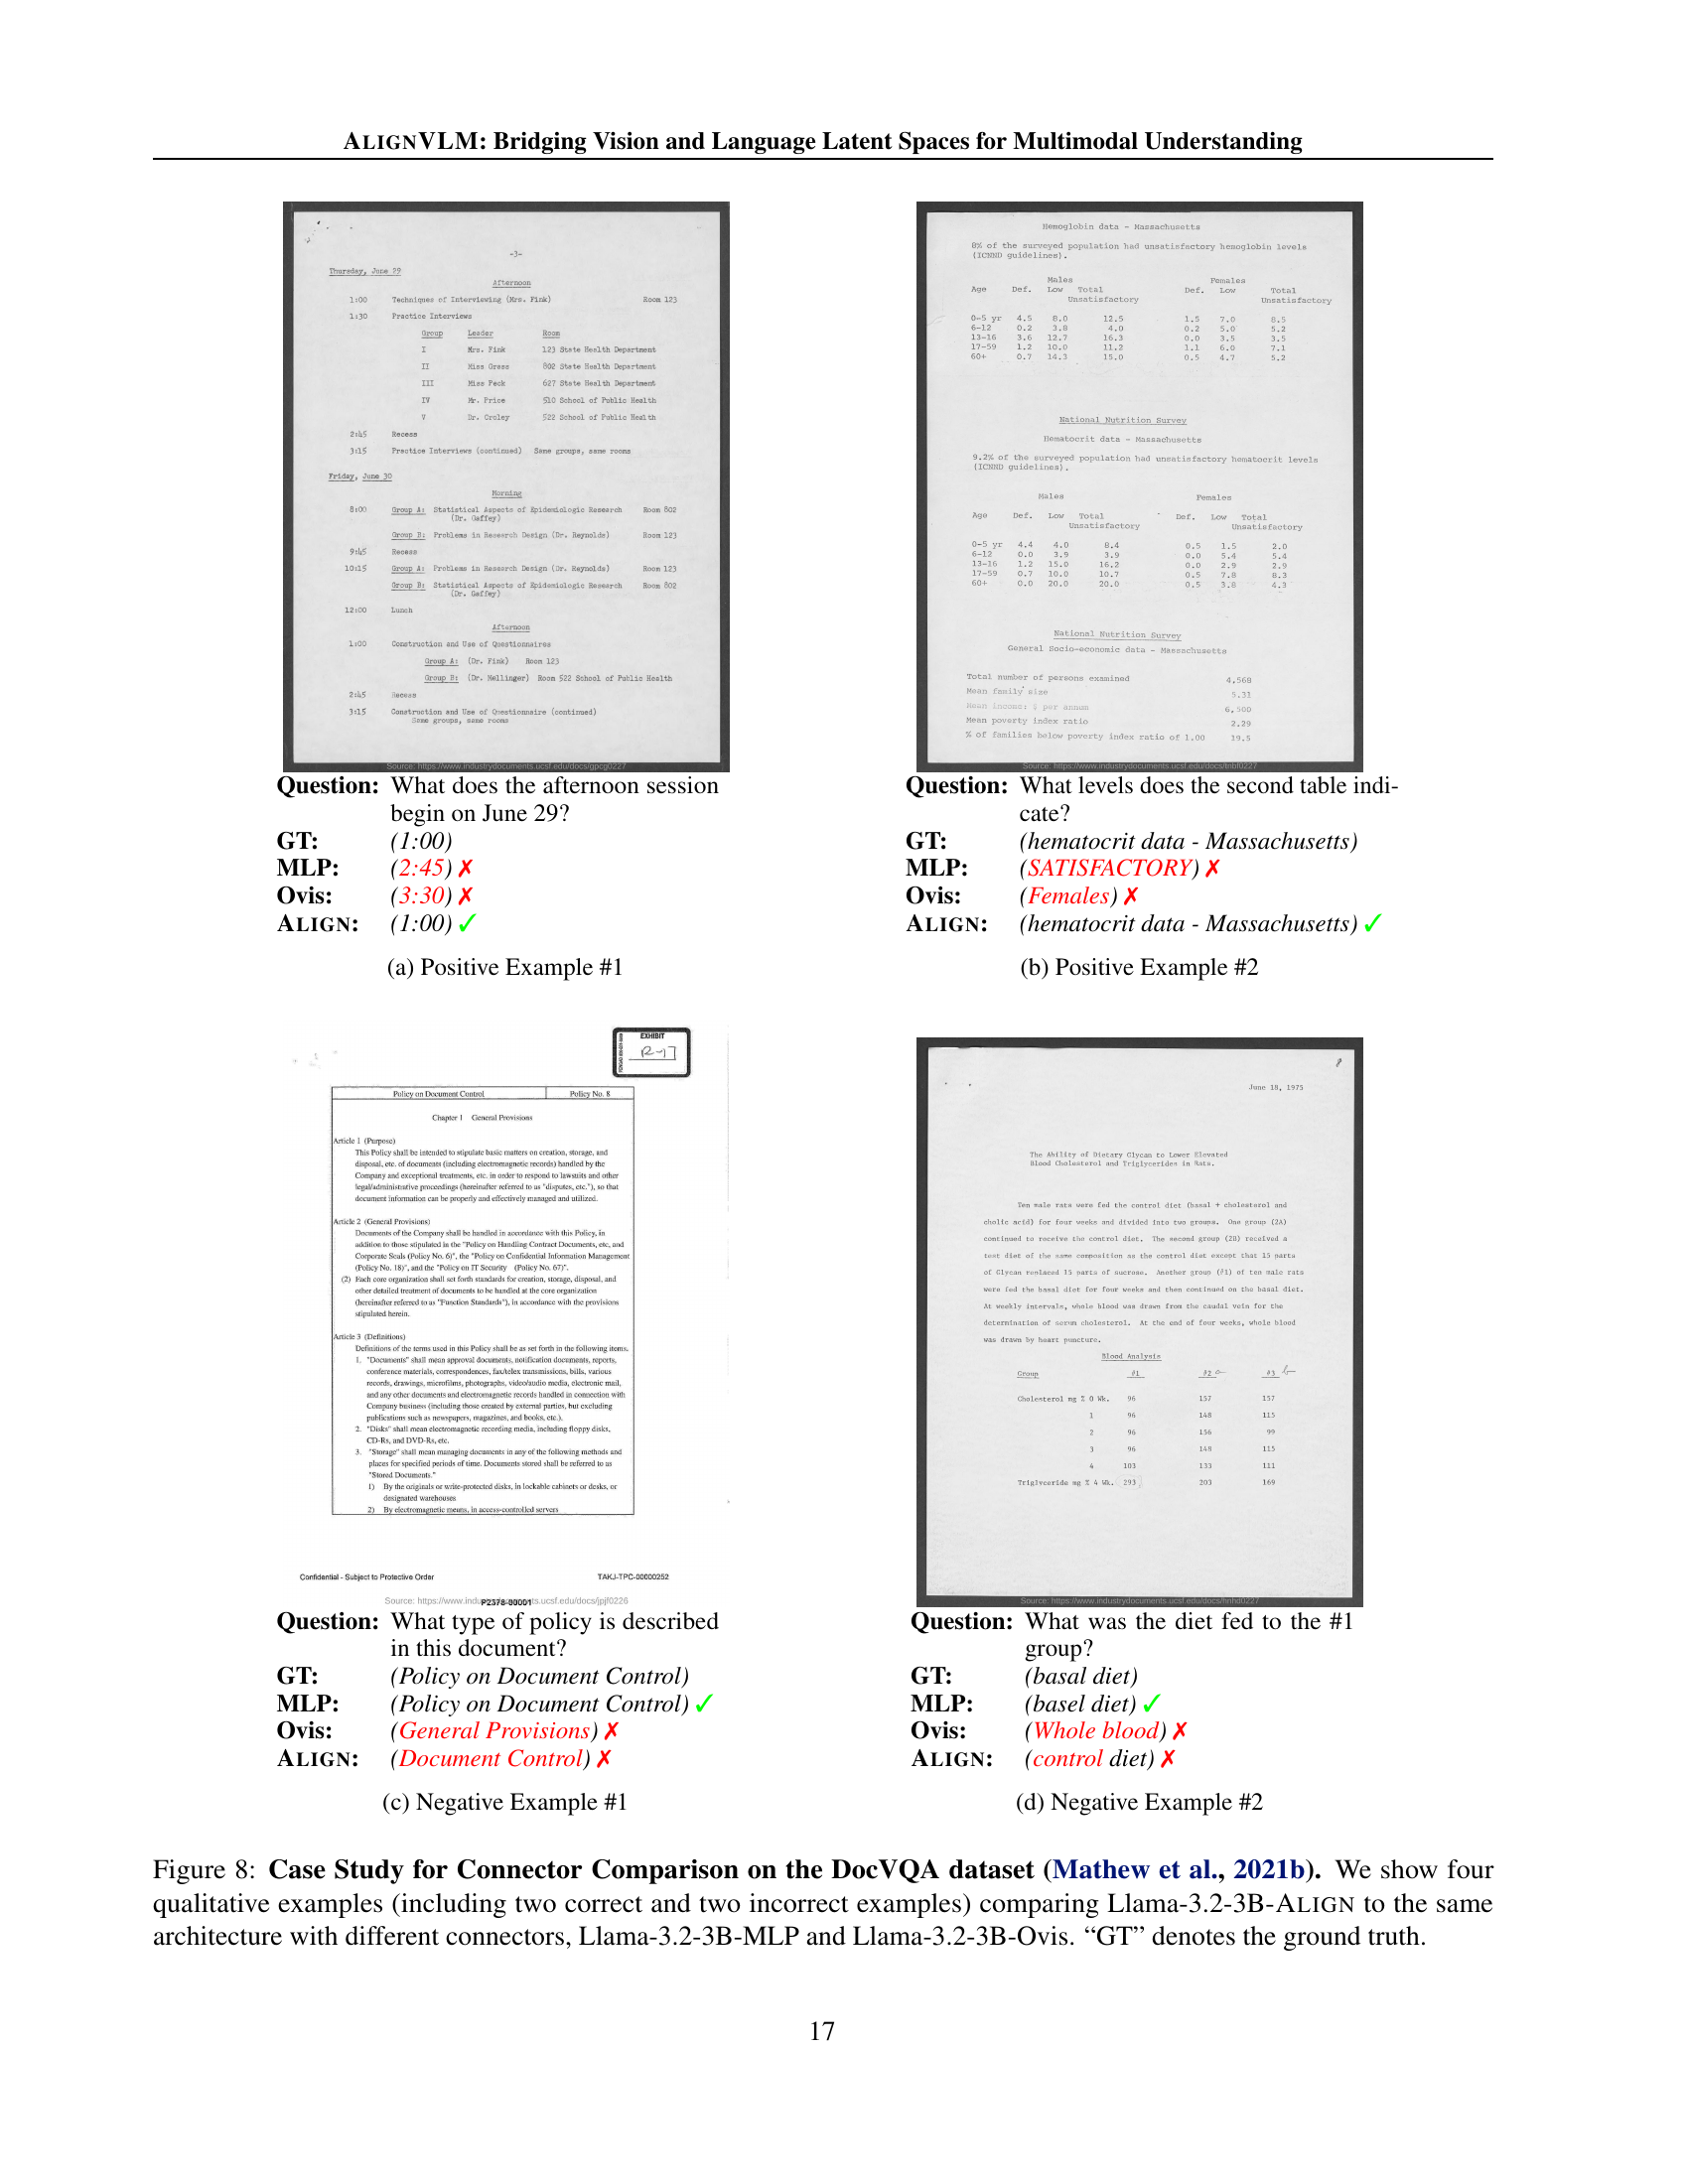 ALIGNVLM: Bridging Vision and Language Latent Spaces for Multimodal Understanding
-3-
Thursday, June 29
Afternoon
1:00 Techniques of Interviewing (Mrs. Fink) Room 123
1:30 Practice Interviews
Group Leader Room
I Mrs. Fink 123 State Health Department
II Miss Gross 802 State Health Department
III Miss Peck 627 State Health Department
IV Mr. Price 510 School of Public Health
V Dr. Croley 522 School of Public Health
2:45 Recess
3:15 Practice Interviews (continued) Same groups, same rooms
Friday, June 30
Morning
8:00 Group A: Statistical Aspects of Epidemiologic Research Room 802
(Dr. Gaffey)
Group B: Problems in Research Design (Dr. Reynolds) Room 123
9:45 Recess
10:15 Group A: Problems in Research Design (Dr. Reynolds) Room 123
Group B: Statistical Aspects of Epidemiologic Research Room 802
(Dr. Gaffey)
12:00 Lunch
Afternoon
1:00 Construction and Use of Questionnaires
Group A: (Dr. Fink) Room 123
Group B: (Dr. Mellinger) Room 522 School of Public Health
2:45 Recess
3:15 Construction and Use of Questionnaire (continued)
Same groups, same rooms
Source: https://www.industrydocuments.ucsf.edu/docs/gpcg0227
Question: What does the afternoon session
begin on June 29?
GT: (1:00)
MLP: (2:45) ✗
Ovis: (3:30) ✗
ALIGN: (1:00) ✓
(a) Positive Example #1
Hemoglobin data - Massachusetts
8% of the surveyed population had unsatisfactory hemoglobin levels
(ICNND guidelines).
Males Females
Age Def. Low Total Def. Low Total
Unsatisfactory Unsatisfactory
0-5 yr 4.5 8.0 12.5 1.5 7.0 8.5
6-12 0.2 3.8 4.0 0.2 5.0 5.2
13-16 3.6 12.7 16.3 0.0 3.5 3.5
17-59 1.2 10.0 11.2 1.1 6.0 7.1
60+ 0.7 14.3 15.0 0.5 4.7 5.2
National Nutrition Survey
Hematocrit data - Massachusetts
9.2% of the surveyed population had unsatisfactory hematocrit levels
(ICNND guidelines).
Males Females
Age Def. Low Total Def. Low Total
Unsatisfactory Unsatisfactory
0-5 yr 4.4 4.0 8.4 0.5 1.5 2.0
6-12 0.0 3.9 3.9 0.0 5.4 5.4
13-16 1.2 15.0 16.2 0.0 2.9 2.9
17-59 0.7 10.0 10.7 0.5 7.8 8.3
60+ 0.0 20.0 20.0 0.5 3.8 4.3
National Nutrition Survey
General Socio-economic data - Massachusetts
Total number of persons examined 4,568
Mean family size 5.31
Mean income: $ per annum 6,500
Mean poverty index ratio 2.29
% of families below poverty index ratio of 1.00 19.5
Source: https://www.industrydocuments.ucsf.edu/docs/tnbf0227
Question: What levels does the second table indi-
cate?
GT: (hematocrit data - Massachusetts)
MLP: (SATISFACTORY) ✗
Ovis: (Females) ✗
ALIGN: (hematocrit data - Massachusetts) ✓
(b) Positive Example #2
EXHIBIT
R-17
Policy on Document Control Policy No. 8
Chapter 1 General Provisions
Article 1 (Purpose)
This Policy shall be intended to stipulate basic matters on creation, storage, and
disposal, etc. of documents (including electromagnetic records) handled by the
Company and exceptional treatments, etc. in order to respond to lawsuits and other
legal/administrative proceedings (hereinafter referred to as "disputes, etc."), so that
document information can be properly and effectively managed and utilized.
Article 2 (General Provisions)
Documents of the Company shall be handled in accordance with this Policy, in
addition to those stipulated in the "Policy on Handling Contract Documents, etc, and
Corporate Seals (Policy No. 6)", the "Policy on Confidential Information Management
(Policy No. 18)", and the "Policy on IT Security (Policy No. 67)".
(2) Each core organization shall set forth standards for creation, storage, disposal, and
other detailed treatment of documents to be handled at the core organization
(hereinafter referred to as "Function Standards"), in accordance with the provisions
stipulated herein.
Article 3 (Definitions)
Definitions of the terms used in this Policy shall be as set forth in the following items.
1. "Documents" shall mean approval documents, notification documents, reports,
conference materials, correspondences, fax/telex transmissions, bills, various
records, drawings, microfilms, photographs, video/audio media, electronic mail,
and any other documents and electromagnetic records handled in connection with
Company business (including those created by external parties, but excluding
publications such as newspapers, magazines, and books, etc.).
2. "Disks" shall mean electromagnetic recording media, including floppy disks,
CD-Rs, and DVD-Rs, etc.
3. "Storage" shall mean managing documents in any of the following methods and
places for specified periods of time. Documents stored shall be referred to as
"Stored Documents."
1) By the originals or write-protected disks, in lockable cabinets or desks, or
designated warehouses
2) By electromagnetic means, in access-controlled servers
Confidential - Subject to Protective Order TAKJ-TPC-00000252
P2378-00001
Source: https://www.industrydocuments.ucsf.edu/docs/jpjf0226
Question: What type of policy is described
in this document?
GT: (Policy on Document Control)
MLP: (Policy on Document Control) ✓
Ovis: (General Provisions) ✗
ALIGN: (Document Control) ✗
(c) Negative Example #1
June 18, 1975
The Ability of Dietary Glycan to Lower Elevated
Blood Cholesterol and Triglycerides in Rats.
Ten male rats were fed the control diet (basal + cholesterol and
cholic acid) for four weeks and divided into two groups. One group (2A)
continued to receive the control diet. The second group (2B) received a
test diet of the same composition as the control diet except that 15 parts
of Glycan replaced 15 parts of sucrose. Another group (#1) of ten male rats
were fed the basal diet for four weeks and then continued on the basal diet.
At weekly intervals, whole blood was drawn from the caudal vein for the
determination of serum cholesterol. At the end of four weeks, whole blood
was drawn by heart puncture.
Blood Analysis
Group #1 #2 a #3 b
Cholesterol mg % 0 Wk. 96 157 157
1 96 148 115
2 96 156 99
3 96 148 115
4 103 133 111
Triglyceride mg % 4 Wk. 293 203 169
Source: https://www.industrydocuments.ucsf.edu/docs/hnhd0227
Question: What was the diet fed to the #1
group?
GT: (basal diet)
MLP: (basel diet) ✓
Ovis: (Whole blood) ✗
ALIGN: (control diet) ✗
(d) Negative Example #2
Figure 8: Case Study for Connector Comparison on the DocVQA dataset (Mathew et al., 2021b). We show four
qualitative examples (including two correct and two incorrect examples) comparing Llama-3.2-3B-ALIGN to the same
architecture with different connectors, Llama-3.2-3B-MLP and Llama-3.2-3B-Ovis. “GT” denotes the ground truth.
17